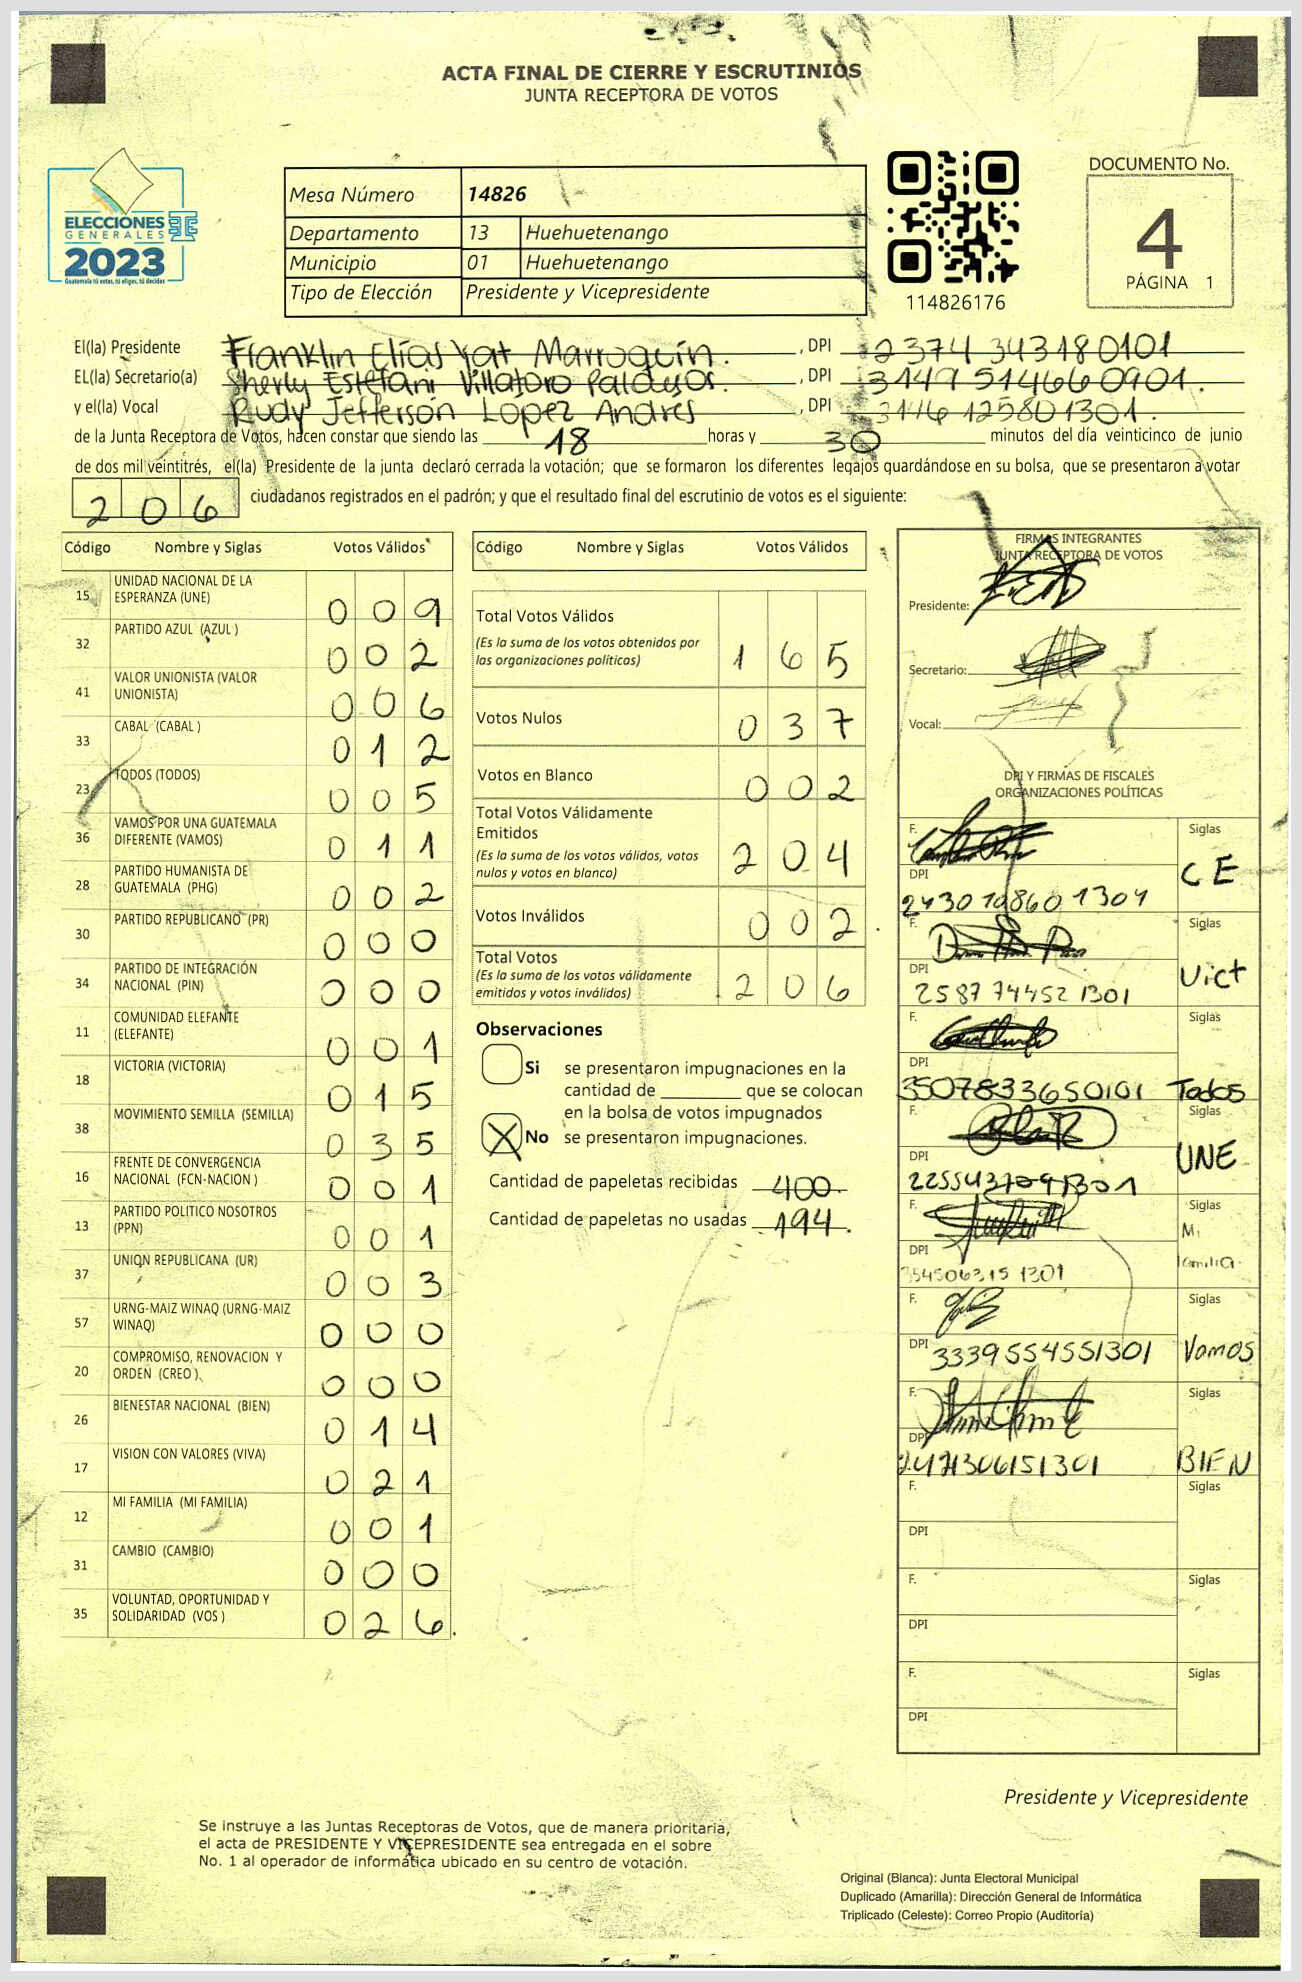 ACTA FINAL DE CIERRE Y ESCRUTINIOS
JUNTA RECEPTORA DE VOTOS
ELECCIONES
GENERALES
2023
Guatemala tú votas, tú eliges, tú decides
Mesa Número 14826
Departamento 13 Huehuetenango
Municipio 01 Huehuetenango
Tipo de Elección Presidente y Vicepresidente
114826176
DOCUMENTO No.
4
PÁGINA 1
El(la) Presidente Franklin Elías Yat Marroquín. , DPI 2374 343180101
EL(la) Secretario(a) Sherly Estefani Villatoro , DPI 3149514660901.
y el(la) Vocal Rudy Jefferson López Andres , DPI 3146 125801301.
de la Junta Receptora de Votos, hacen constar que siendo las 18 horas y 30 minutos del día veinticinco de junio
de dos mil veintitrés, el(la) Presidente de la junta declaró cerrada la votación; que se formaron los diferentes legajos quardándose en su bolsa, que se presentaron a votar
206 ciudadanos registrados en el padrón; y que el resultado final del escrutinio de votos es el siguiente:
Código Nombre y Siglas Votos Válidos
15 UNIDAD NACIONAL DE LA ESPERANZA (UNE) 009
32 PARTIDO AZUL (AZUL ) 002
41 VALOR UNIONISTA (VALOR UNIONISTA) 006
33 CABAL (CABAL ) 012
23 TODOS (TODOS) 005
36 VAMOS POR UNA GUATEMALA DIFERENTE (VAMOS) 011
28 PARTIDO HUMANISTA DE GUATEMALA (PHG) 002
30 PARTIDO REPUBLICANO (PR) 000
34 PARTIDO DE INTEGRACIÓN NACIONAL (PIN) 000
11 COMUNIDAD ELEFANTE (ELEFANTE) 001
18 VICTORIA (VICTORIA) 015
38 MOVIMIENTO SEMILLA (SEMILLA) 035
16 FRENTE DE CONVERGENCIA NACIONAL (FCN-NACION ) 001
13 PARTIDO POLITICO NOSOTROS (PPN) 001
37 UNION REPUBLICANA (UR) 003
57 URNG-MAIZ WINAQ (URNG-MAIZ WINAQ) 000
20 COMPROMISO, RENOVACION Y ORDEN (CREO ) 000
26 BIENESTAR NACIONAL (BIEN) 014
17 VISION CON VALORES (VIVA) 021
12 MI FAMILIA (MI FAMILIA) 001
31 CAMBIO (CAMBIO) 000
35 VOLUNTAD, OPORTUNIDAD Y SOLIDARIDAD (VOS ) 026.
Código Nombre y Siglas Votos Válidos
Total Votos Válidos 165
(Es la suma de los votos obtenidos por
las organizaciones políticas)
Votos Nulos 037
Votos en Blanco 002
Total Votos Válidamente
Emitidos 204
(Es la suma de los votos válidos, votos
nulos y votos en blanco)
Votos Inválidos 002
Total Votos 206
(Es la suma de los votos válidamente
emitidos y votos inválidos)
Observaciones
Si se presentaron impugnaciones en la
cantidad de ________ que se colocan
en la bolsa de votos impugnados
X No se presentaron impugnaciones.
Cantidad de papeletas recibidas 400
Cantidad de papeletas no usadas 194.
FIRMAS INTEGRANTES
JUNTA RECEPTORA DE VOTOS
Presidente:
Secretario:
Vocal:
DPI Y FIRMAS DE FISCALES
ORGANIZACIONES POLÍTICAS
F. Siglas
CE
DPI
2430 10860 1304
F. Siglas
Vict
DPI
2587 74452 1301
F. Siglas
DPI
3507833650101 Todos
F. Siglas
UNE
DPI
F. Siglas
Mi
familia
DPI
F. Siglas
DPI 3339554551301 Vamos
F. Siglas
DPI
2471306151301 BIEN
F. Siglas
DPI
F. Siglas
DPI
F. Siglas
DPI
Presidente y Vicepresidente
Se instruye a las Juntas Receptoras de Votos, que de manera prioritaria,
el acta de PRESIDENTE Y VICEPRESIDENTE sea entregada en el sobre
No. 1 al operador de informática ubicado en su centro de votación.
Original (Blanca): Junta Electoral Municipal
Duplicado (Amarilla): Dirección General de Informática
Triplicado (Celeste): Correo Propio (Auditoría)